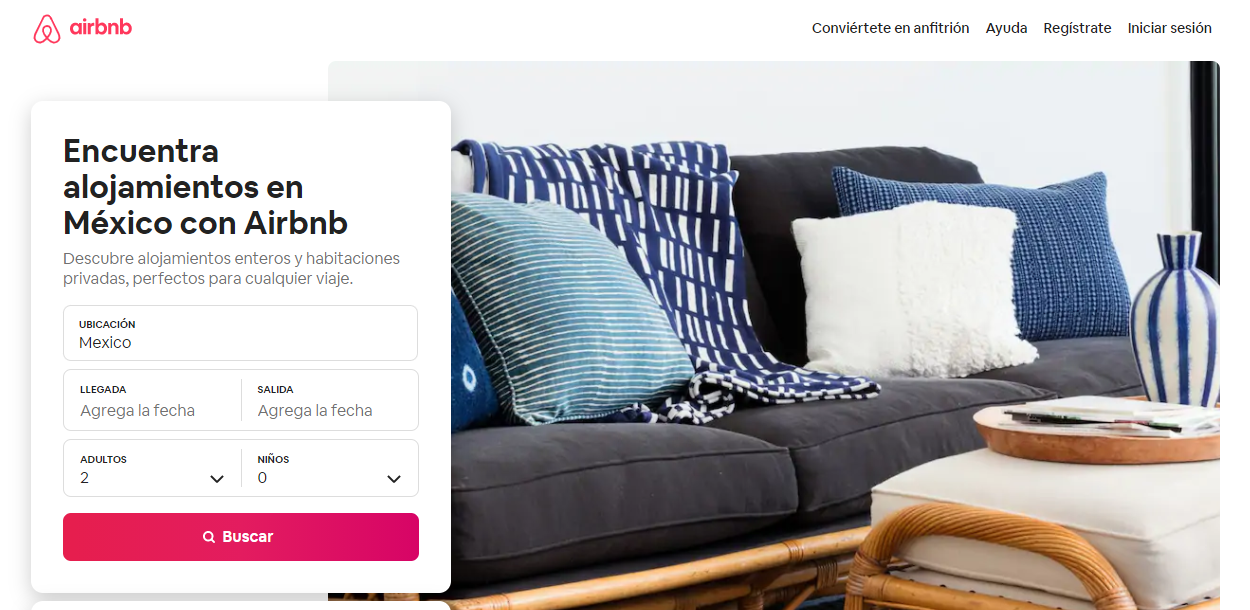 airbnb
Conviértete en anfitrión Ayuda Regístrate Iniciar sesión
Encuentra
alojamientos en
México con Airbnb
Descubre alojamientos enteros y habitaciones
privadas, perfectos para cualquier viaje.
UBICACIÓN
Mexico
LLEGADA SALIDA
Agrega la fecha Agrega la fecha
ADULTOS NIÑOS
2 0
Buscar